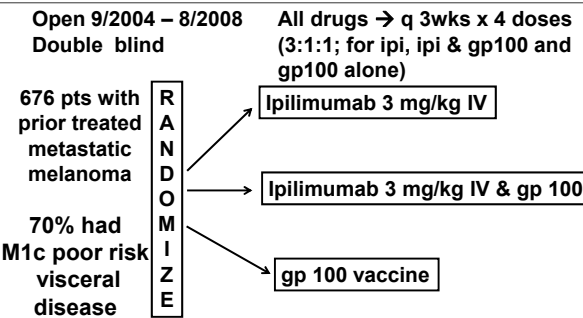 Open 9/2004 – 8/2008
Double blind
All drugs → q 3wks x 4 doses
(3:1:1; for ipi, ipi & gp100 and
gp100 alone)
676 pts with
prior treated
metastatic
melanoma
70% had
M1c poor risk
visceral
disease
R
A
N
D
O
M
I
Z
E
Ipilimumab 3 mg/kg IV
Ipilimumab 3 mg/kg IV & gp 100
gp 100 vaccine